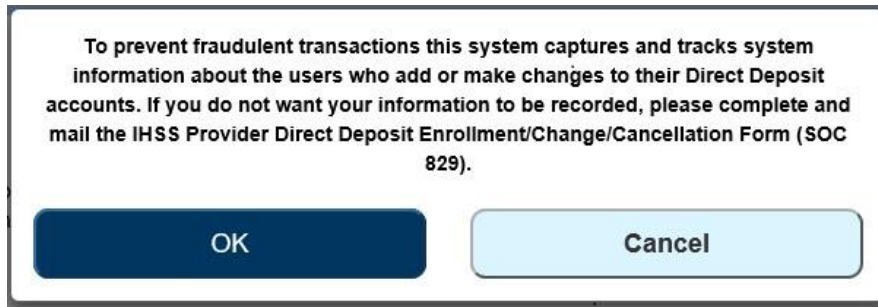 To prevent fraudulent transactions this system captures and tracks system
information about the users who add or make changes to their Direct Deposit
accounts. If you do not want your information to be recorded, please complete and
mail the IHSS Provider Direct Deposit Enrollment/Change/Cancellation Form (SOC
829).
OK
Cancel